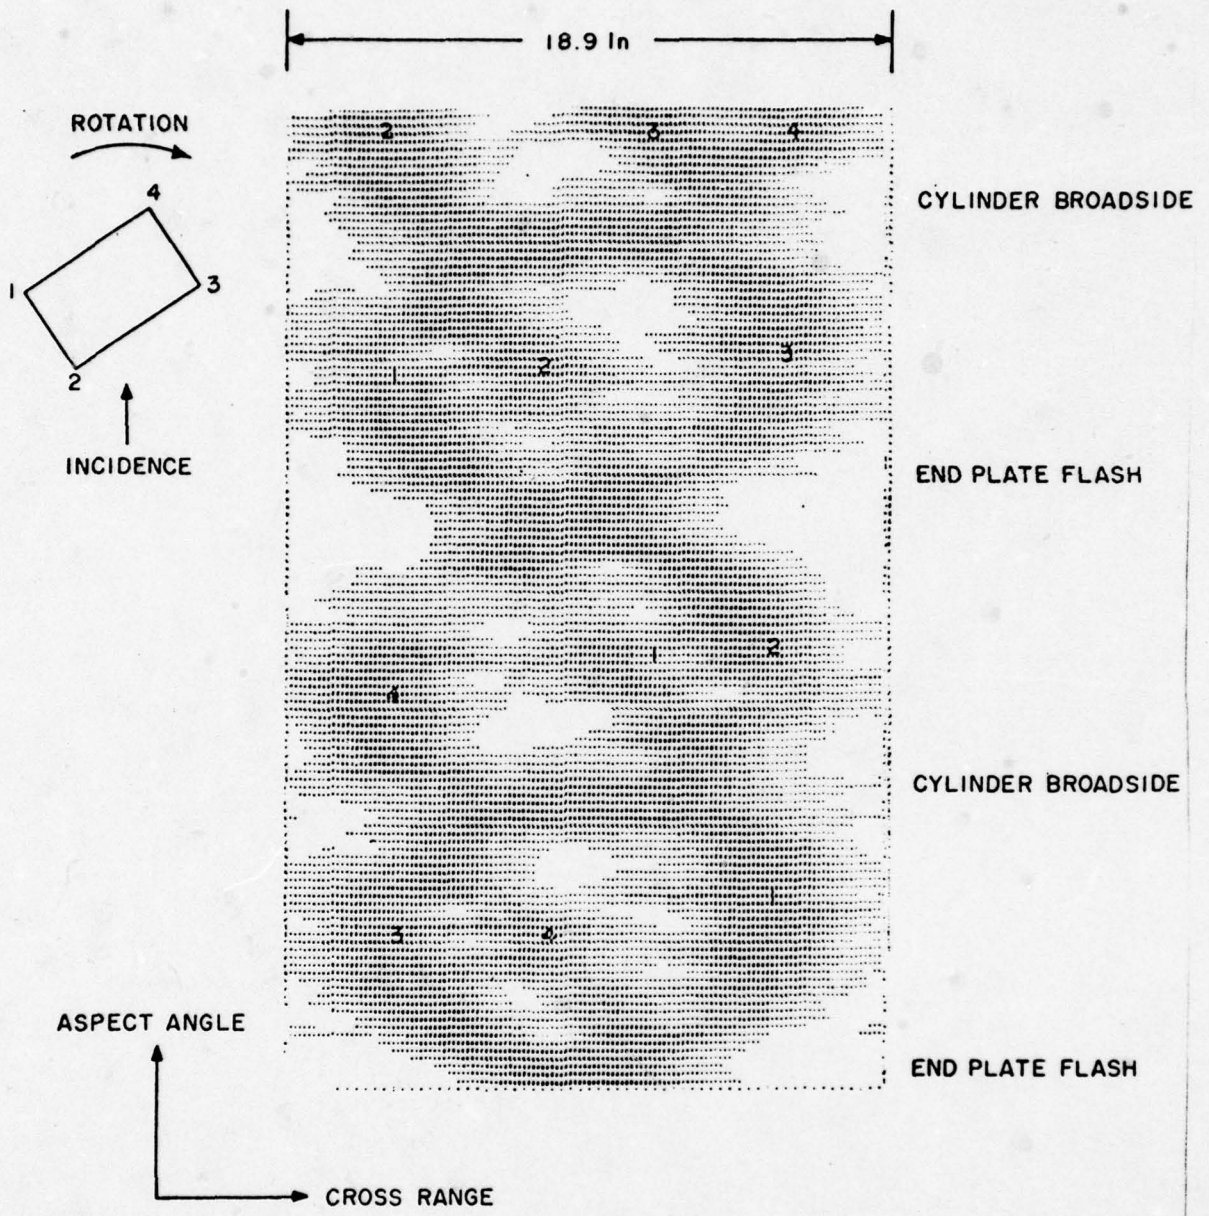 18.9 In
ROTATION
2 3 4
4
CYLINDER BROADSIDE
1 3
2
INCIDENCE
3
1 2
END PLATE FLASH
1 2
4
CYLINDER BROADSIDE
1
3 2
ASPECT ANGLE
END PLATE FLASH
CROSS RANGE